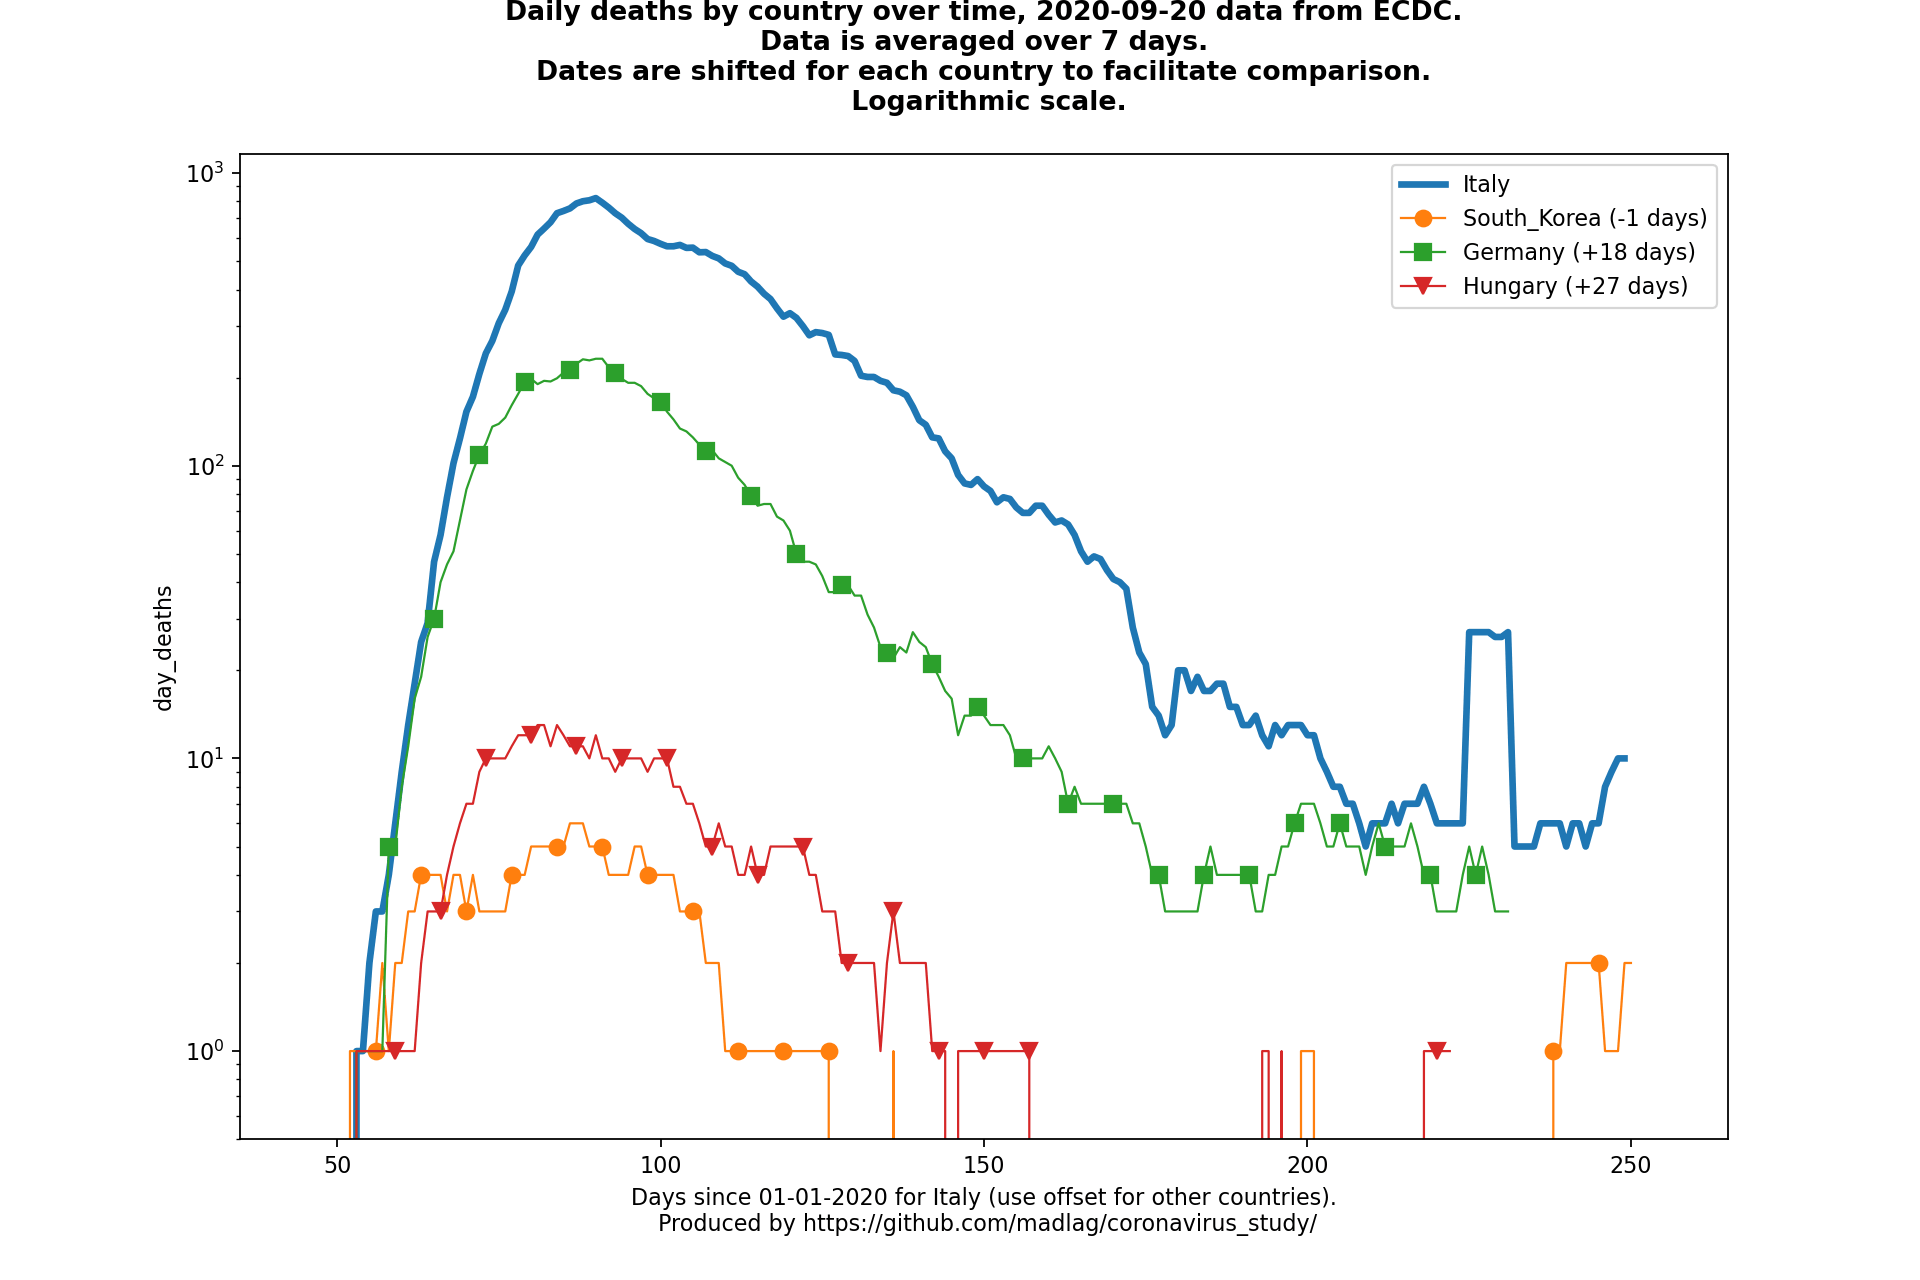 Daily deaths by country over time, 2020-09-20 data from ECDC.
Data is averaged over 7 days.
Dates are shifted for each country to facilitate comparison.
Logarithmic scale.
10³
10²
10¹
10⁰
day_deaths
Italy
South_Korea (-1 days)
Germany (+18 days)
Hungary (+27 days)
50 100 150 200 250
Days since 01-01-2020 for Italy (use offset for other countries).
Produced by https://github.com/madlag/coronavirus_study/